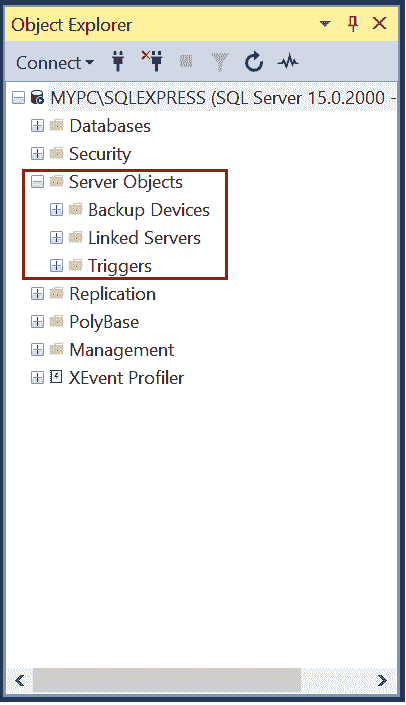 Object Explorer
Connect
MYPC\SQLEXPRESS (SQL Server 15.0.2000 -
Databases
Security
Server Objects
Backup Devices
Linked Servers
Triggers
Replication
PolyBase
Management
XEvent Profiler